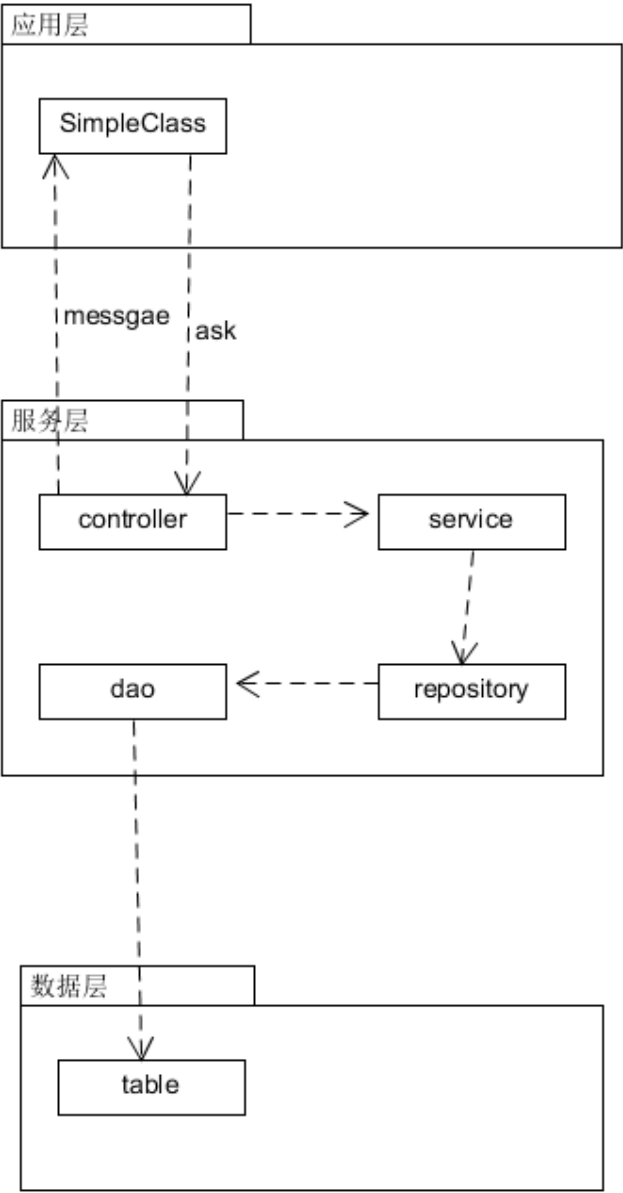 应用层
SimpleClass
messgae
ask
服务层
controller
service
dao
repository
数据层
table